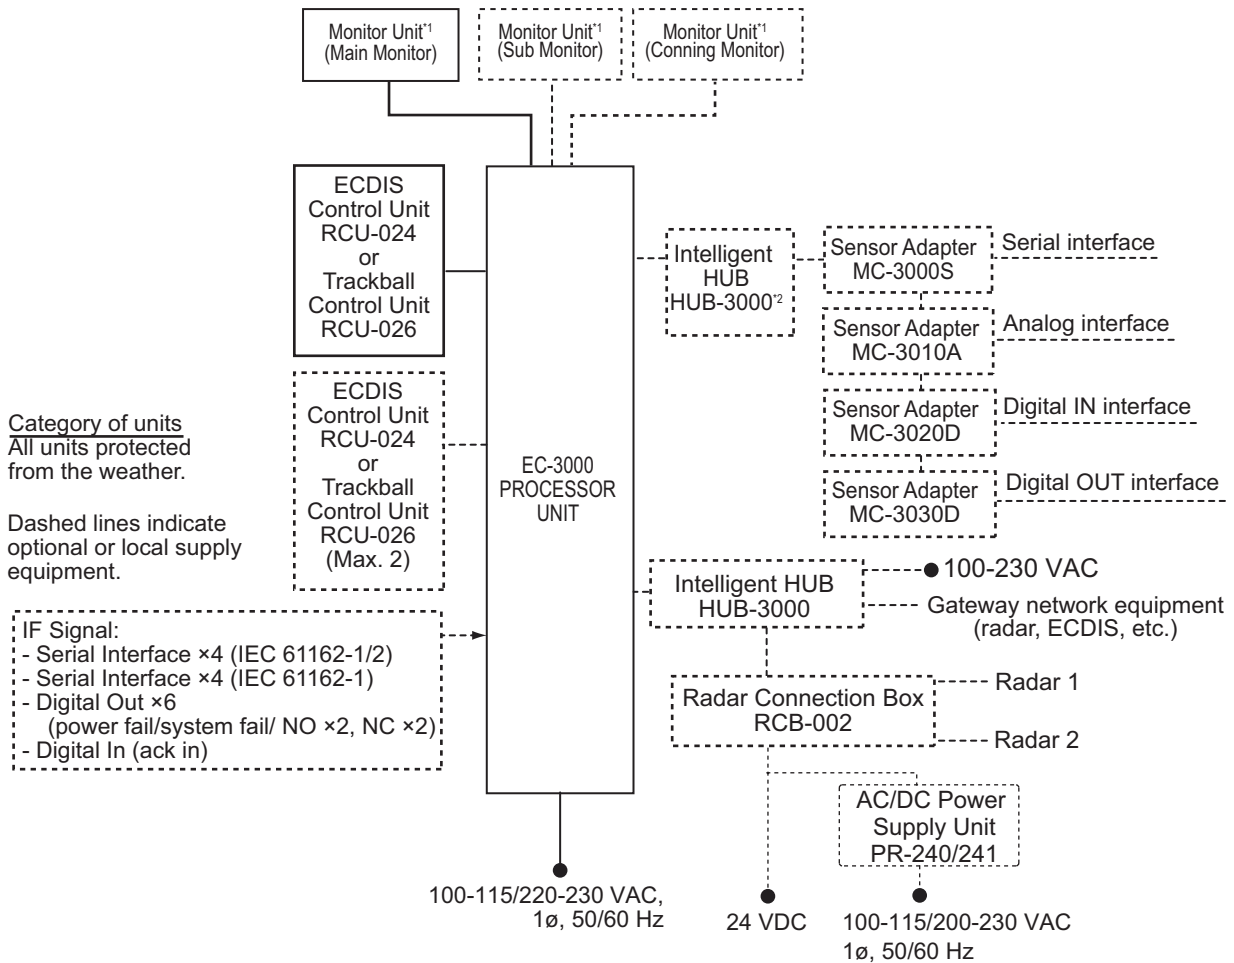 Monitor Unit*1
(Main Monitor)
Monitor Unit*1
(Sub Monitor)
Monitor Unit*1
(Conning Monitor)
ECDIS
Control Unit
RCU-024
or
Trackball
Control Unit
RCU-026
ECDIS
Control Unit
RCU-024
or
Trackball
Control Unit
RCU-026
(Max. 2)
Category of units
All units protected
from the weather.
Dashed lines indicate
optional or local supply
equipment.
IF Signal:
- Serial Interface ×4 (IEC 61162-1/2)
- Serial Interface ×4 (IEC 61162-1)
- Digital Out ×6
(power fail/system fail/ NO ×2, NC ×2)
- Digital In (ack in)
EC-3000
PROCESSOR
UNIT
100-115/220-230 VAC,
1ø, 50/60 Hz
Intelligent
HUB
HUB-3000*2
Sensor Adapter
MC-3000S
Serial interface
Sensor Adapter
MC-3010A
Analog interface
Sensor Adapter
MC-3020D
Digital IN interface
Sensor Adapter
MC-3030D
Digital OUT interface
Intelligent HUB
HUB-3000
100-230 VAC
Gateway network equipment
(radar, ECDIS, etc.)
Radar Connection Box
RCB-002
Radar 1
Radar 2
AC/DC Power
Supply Unit
PR-240/241
24 VDC
100-115/200-230 VAC
1ø, 50/60 Hz